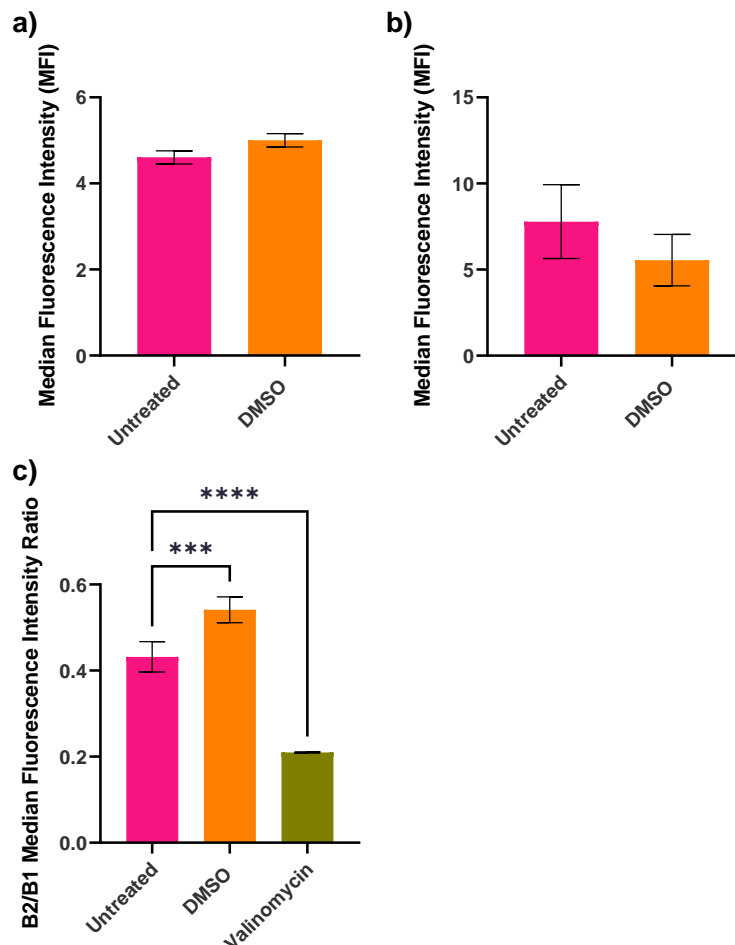 a)
Median Fluorescence Intensity (MFI)
6
4
2
0
Untreated
DMSO
b)
Median Fluorescence Intensity (MFI)
15
10
5
0
Untreated
DMSO
c)
B2/B1 Median Fluorescence Intensity Ratio
****
***
0.6
0.4
0.2
0.0
Untreated
DMSO
Valinomycin